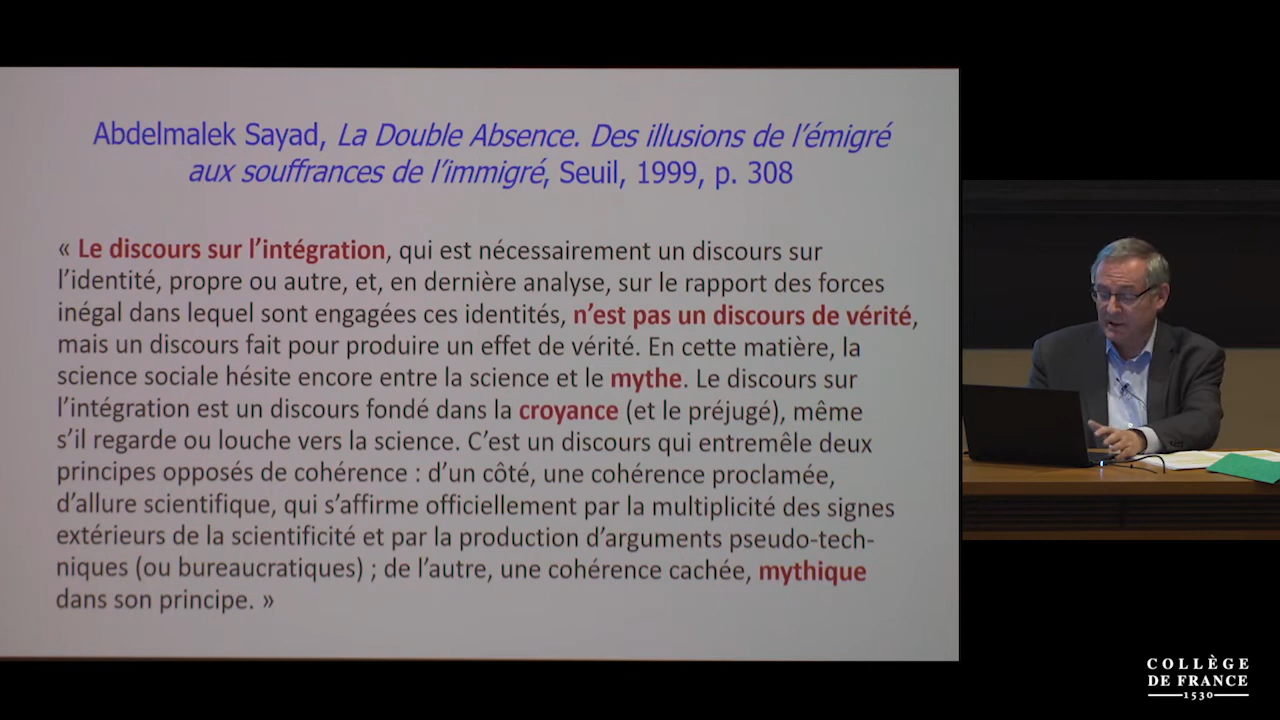 Abdelmalek Sayad, La Double Absence. Des illusions de l’émigré
aux souffrances de l’immigré, Seuil, 1999, p. 308
« Le discours sur l’intégration, qui est nécessairement un discours sur
l’identité, propre ou autre, et, en dernière analyse, sur le rapport des forces
inégal dans lequel sont engagées ces identités, n’est pas un discours de vérité,
mais un discours fait pour produire un effet de vérité. En cette matière, la
science sociale hésite encore entre la science et le mythe. Le discours sur
l’intégration est un discours fondé dans la croyance (et le préjugé), même
s’il regarde ou louche vers la science. C’est un discours qui entremêle deux
principes opposés de cohérence : d’un côté, une cohérence proclamée,
d’allure scientifique, qui s’affirme officiellement par la multiplicité des signes
extérieurs de la scientificité et par la production d’arguments pseudo-tech-
niques (ou bureaucratiques) ; de l’autre, une cohérence cachée, mythique
dans son principe. »
COLLÈGE
DE FRANCE
1530